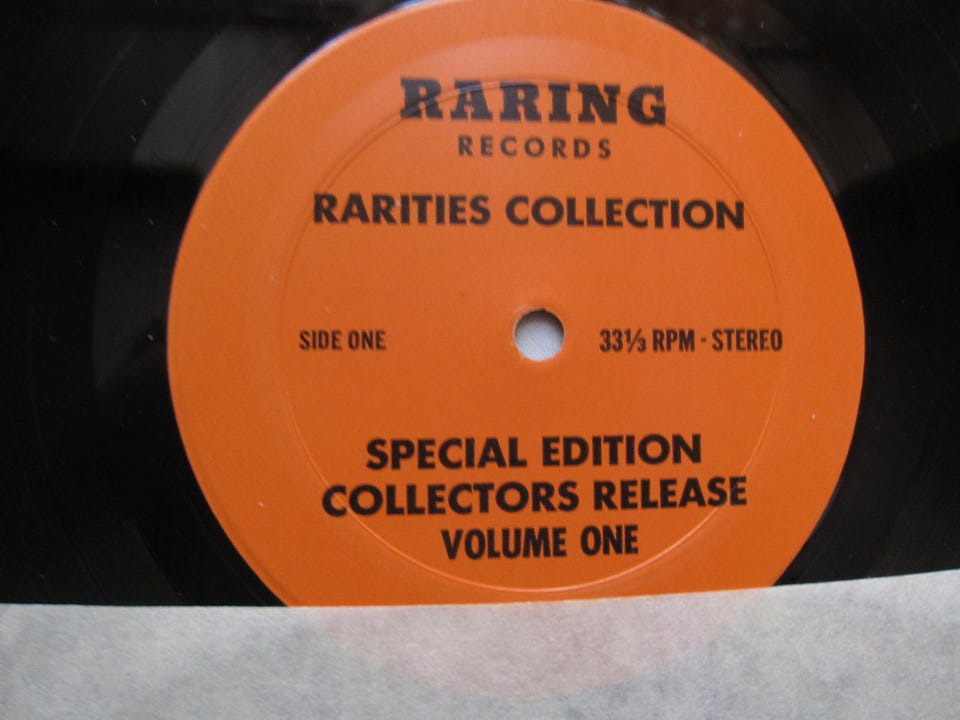 RARING
RECORDS
RARITIES COLLECTION
SIDE ONE
33⅓ RPM - STEREO
SPECIAL EDITION
COLLECTORS RELEASE
VOLUME ONE